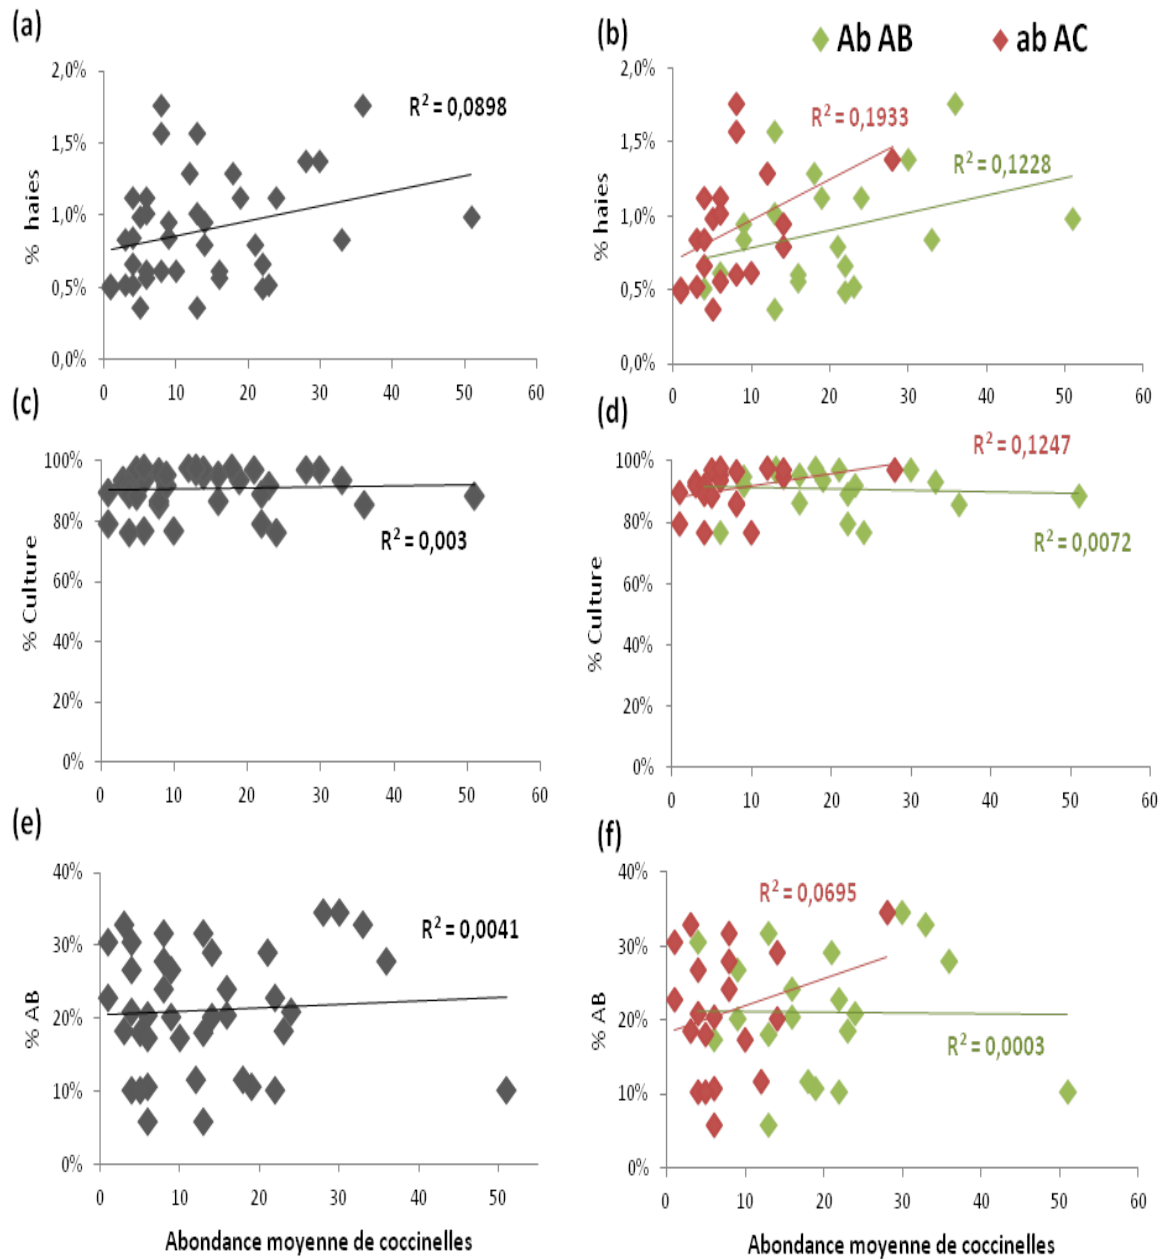 (a)
2,0%
1,5%
1,0%
0,5%
0,0%
% haies
R² = 0,0898
0 10 20 30 40 50 60
(b)
Ab AB ab AC
2,0%
1,5%
1,0%
0,5%
0,0%
% haies
R² = 0,1933
R² = 0,1228
0 10 20 30 40 50 60
(c)
100%
80%
60%
40%
20%
0%
% Culture
R² = 0,003
0 10 20 30 40 50 60
(d)
100%
80%
60%
40%
20%
0%
% Culture
R² = 0,1247
R² = 0,0072
0 10 20 30 40 50 60
(e)
40%
30%
20%
10%
0%
% AB
R² = 0,0041
0 10 20 30 40 50
Abondance moyenne de coccinelles
(f)
40%
30%
20%
10%
0%
% AB
R² = 0,0695
R² = 0,0003
0 10 20 30 40 50 60
Abondance moyenne de coccinelles